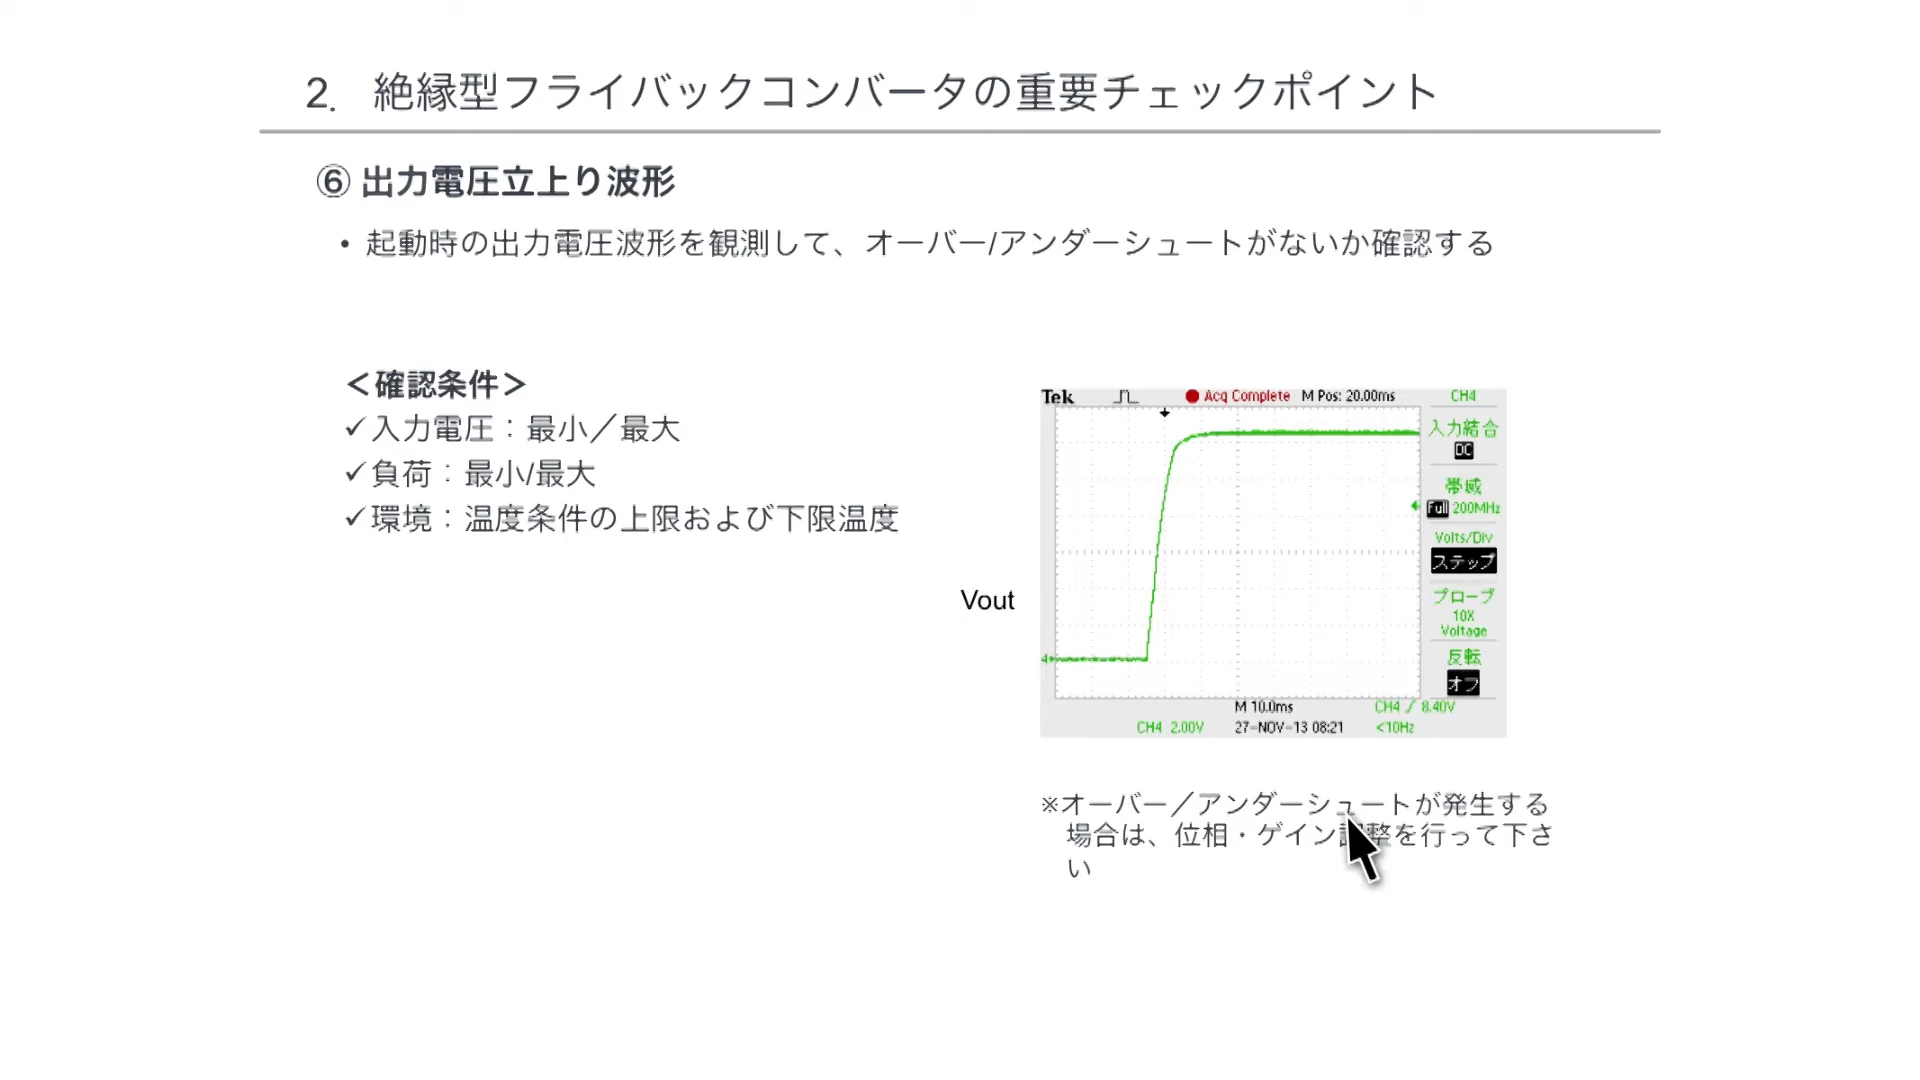 2. 絶縁型フライバックコンバータの重要チェックポイント
⑥ 出力電圧立上り波形
• 起動時の出力電圧波形を観測して、オーバー/アンダーシュートがないか確認する
＜確認条件＞
✓入力電圧：最小／最大
✓負荷：最小/最大
✓環境：温度条件の上限および下限温度
Vout
Tek Acq Complete M Pos: 20.00ms CH4
入力結合
DC
帯域
Full 200MHz
Volts/Div
ステップ
プローブ
10X
Voltage
反転
オフ
4
M 10.0ms CH4 / 8.40V
CH4 2.00V 27-NOV-13 08:21 <10Hz
※オーバー／アンダーシュートが発生する
場合は、位相・ゲイン調整を行って下さ
い